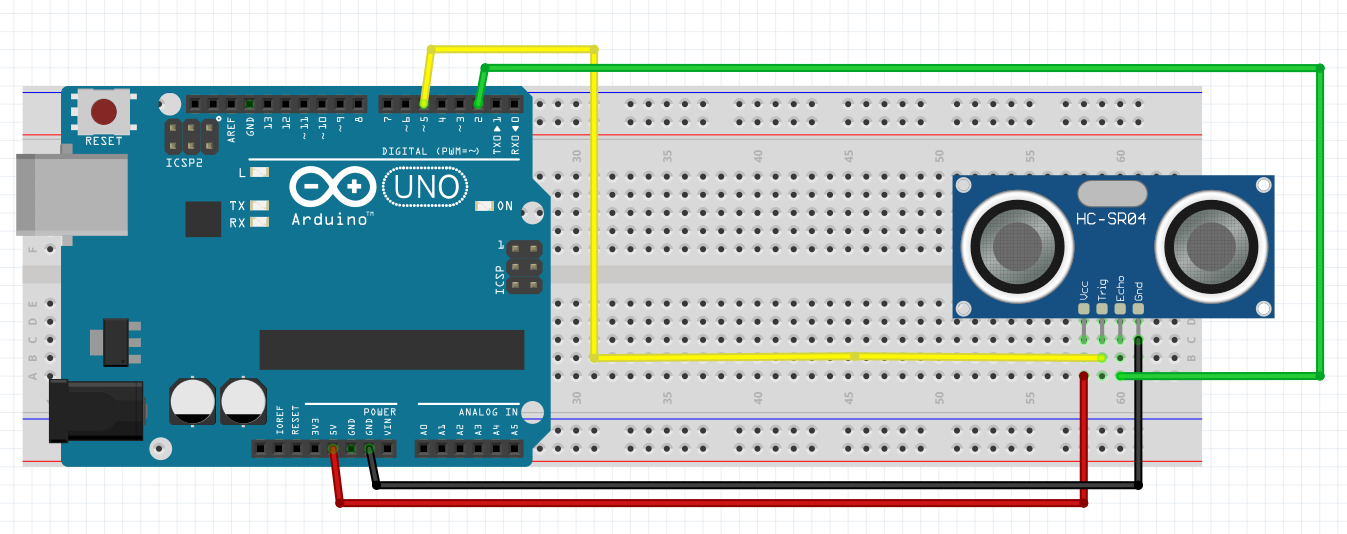 RESET
ICSP2
AREF
GND
13
12
~11
~10
~9
8
7
~6
~5
4
~3
2
TX0▶1
RX0◀0
DIGITAL (PWM=~)
L
TX
RX
UNO
Arduino™
ON
1
ICSP
IOREF
RESET
3V3
5V
GND
GND
VIN
POWER
ANALOG IN
A0
A1
A2
A3
A4
A5
30
35
40
45
50
55
60
F
E
D
C
B
A
30
35
40
45
50
55
60
D
B
HC-SR04
Vcc
Trig
Echo
Gnd